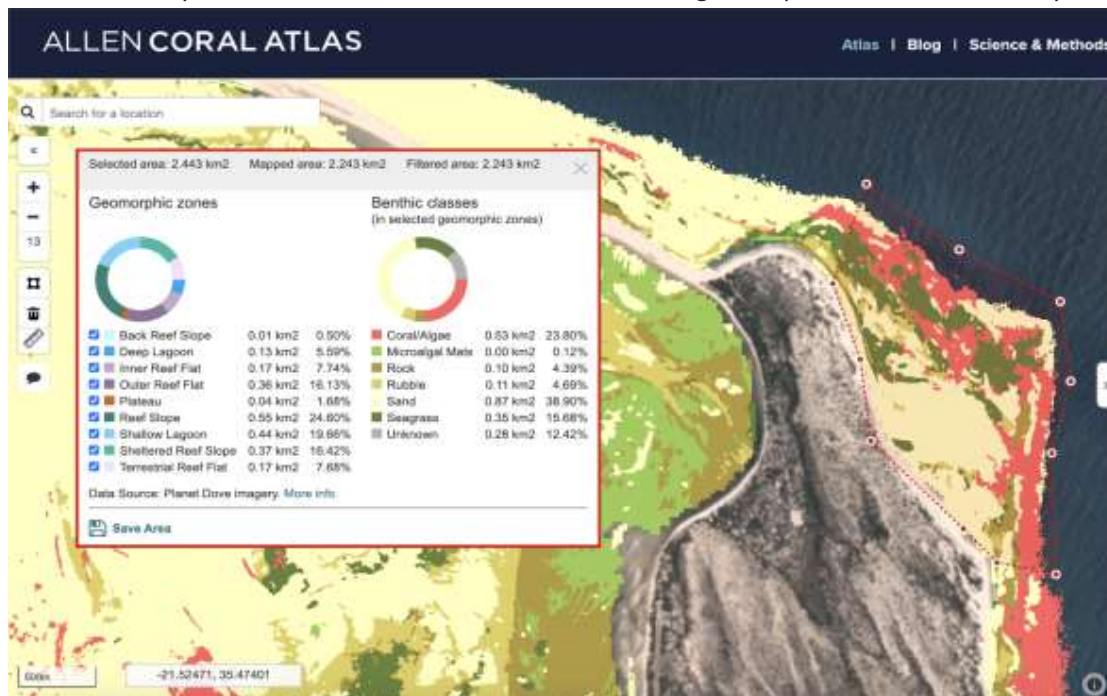 ALLEN CORAL ATLAS
Atlas | Blog | Science & Methods
Search for a location
Selected area: 2.443 km2 Mapped area: 2.243 km2 Filtered area: 2.243 km2
Geomorphic zones
Benthic classes
(in selected geomorphic zones)
13
Back Reef Slope 0.01 km2 0.50%
Deep Lagoon 0.13 km2 5.59%
Inner Reef Flat 0.17 km2 7.74%
Outer Reef Flat 0.36 km2 16.13%
Plateau 0.04 km2 1.68%
Reef Slope 0.55 km2 24.60%
Shallow Lagoon 0.44 km2 19.66%
Sheltered Reef Slope 0.37 km2 16.42%
Terrestrial Reef Flat 0.17 km2 7.68%
Coral/Algae 0.53 km2 23.80%
Microalgal Mats 0.00 km2 0.12%
Rock 0.10 km2 4.39%
Rubble 0.11 km2 4.69%
Sand 0.87 km2 38.90%
Seagrass 0.35 km2 15.68%
Unknown 0.28 km2 12.42%
Data Source: Planet Dove imagery. More info.
Save Area
-21.52471, 35.47401